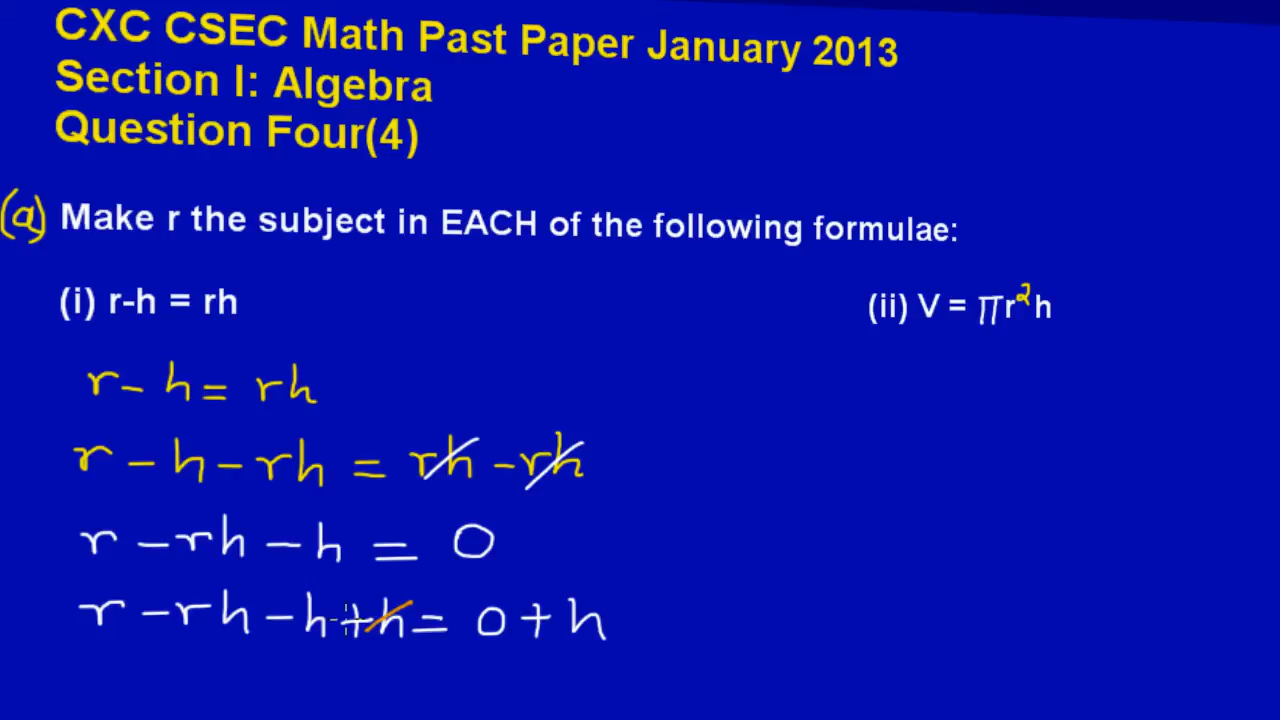 CXC CSEC Math Past Paper January 2013
Section I: Algebra
Question Four(4)
(a) Make r the subject in EACH of the following formulae:
(i) r-h = rh
(ii) V = πr²h
r - h = rh
r - h - rh = rh - rh
r - rh - h = 0
r - rh - h + h = 0 + h